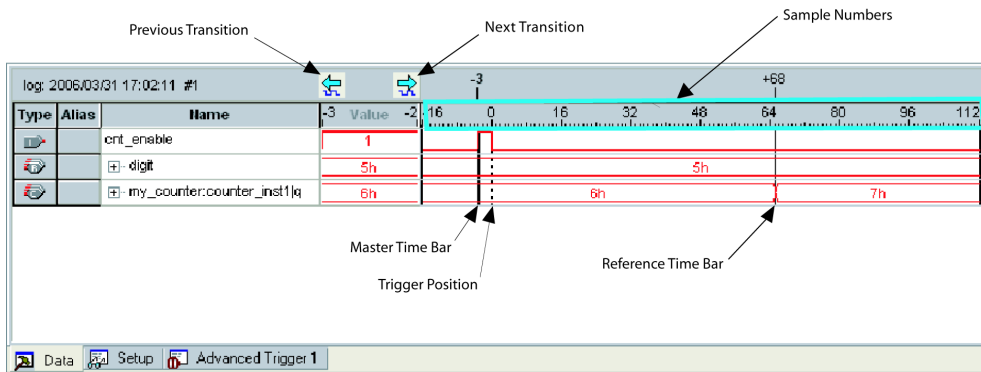 Sample Numbers
Previous Transition
Next Transition
log: 2006/03/31 17:02:11 #1
-3
+68
Type Alias Name -3 Value -2 -16 0 16 32 48 64 80 96 112
cnt_enable 1
digit 5h 5h
my_counter:counter_inst1|q 6h 6h 7h
Master Time Bar
Reference Time Bar
Trigger Position
Data Setup Advanced Trigger 1